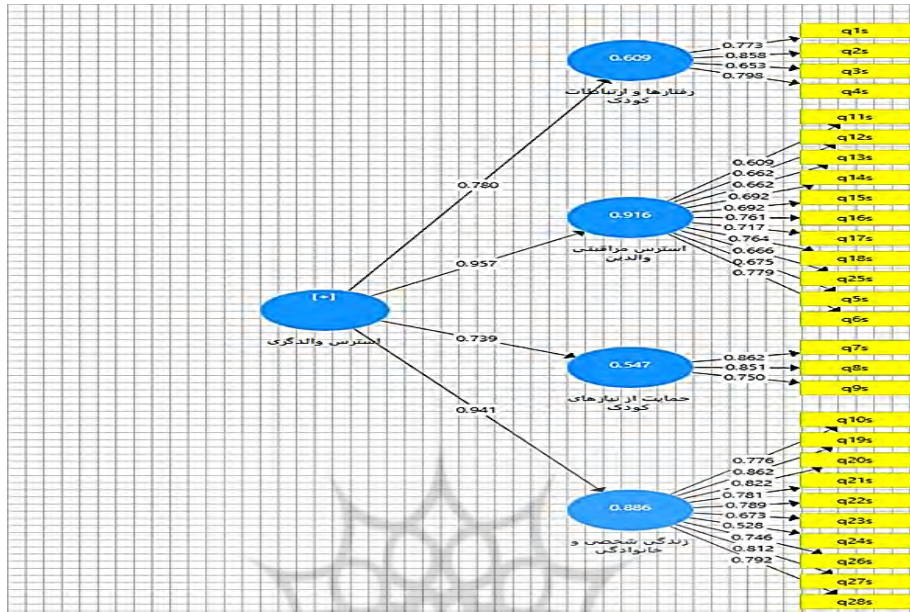 q1s
0.773
q2s
0.858
0.609
q3s
0.653
0.798
q4s
رفتارها و ارتباطات
کودک
q11s
q12s
q13s
0.609
0.662
q14s
0.662
0.780
0.692
q15s
0.692
0.916
q16s
0.761
0.717
q17s
0.764
استرس مراقبتی
والدین
q18s
0.666
0.957
0.675
q25s
0.779
q5s
[+]
q6s
استرس والدگری
0.739
q7s
0.862
0.547
q8s
0.851
0.750
q9s
حمایت از نیازهای
کودک
0.941
q10s
q19s
0.776
q20s
0.862
0.822
q21s
0.781
0.789
q22s
0.886
0.673
q23s
0.528
زندگی شخصی و
خانوادگی
q24s
0.746
0.812
q26s
0.792
q27s
q28s